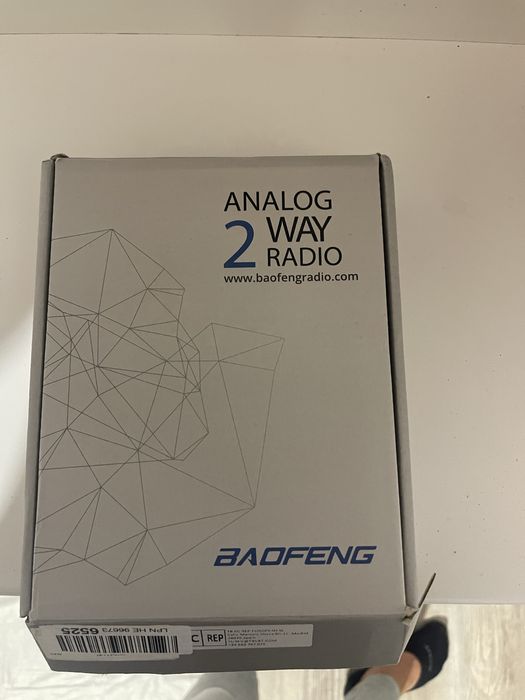 ANALOG
2 WAY
RADIO
www.baofengradio.com
BAOFENG
LPN HE 96673 6525
C REP